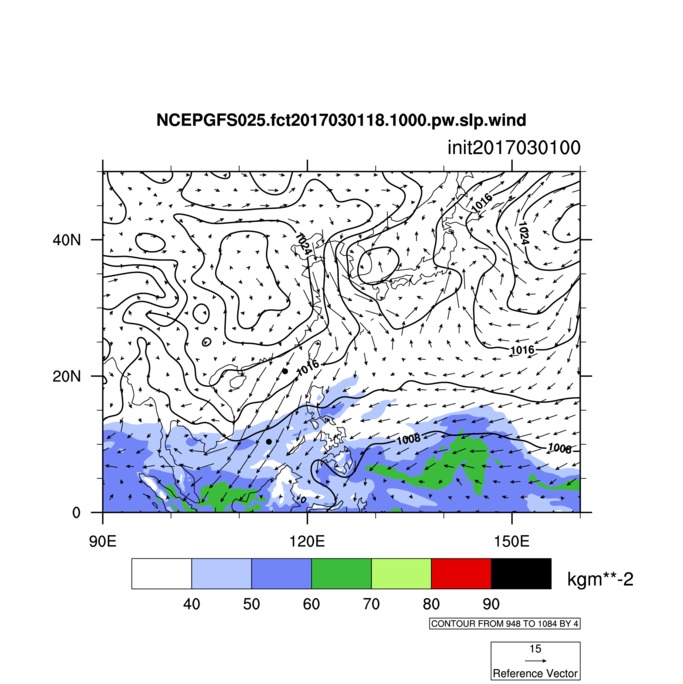 NCEPGFS025.fct2017030118.1000.pw.slp.wind
init2017030100
1016
1024
1024
40N
1016
1016
20N
1008
1008
0
90E 120E 150E
40 50 60 70 80 90
kgm**-2
CONTOUR FROM 948 TO 1084 BY 4
15
Reference Vector